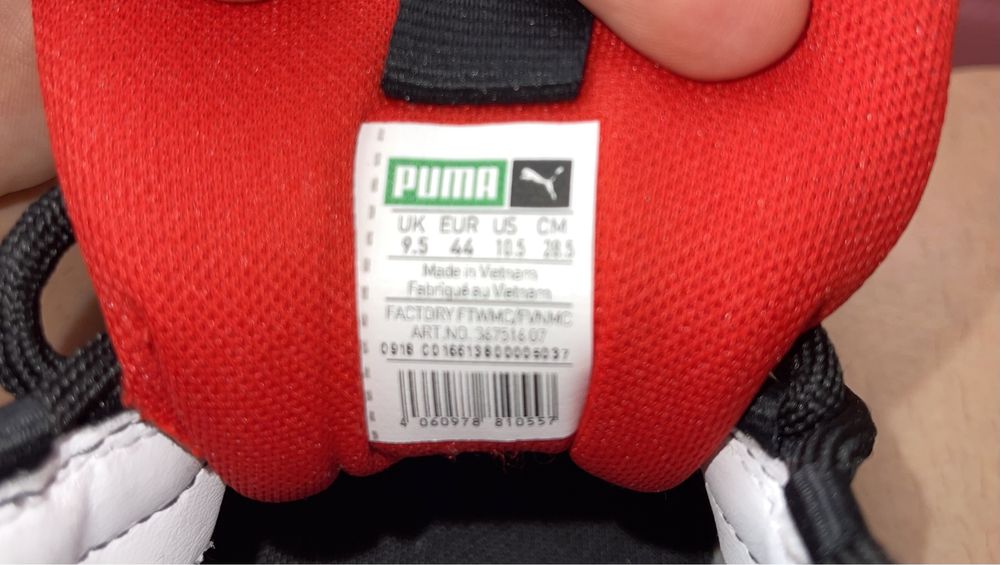 PUMA
UK EUR US CM
9.5 44 10.5 28.5
Made in Vietnam
Fabriqué au Vietnam
FACTORY.FTWMC/FVNMC
ART.NO. 367516 07
0918 C016613800006037
4 060978 810557